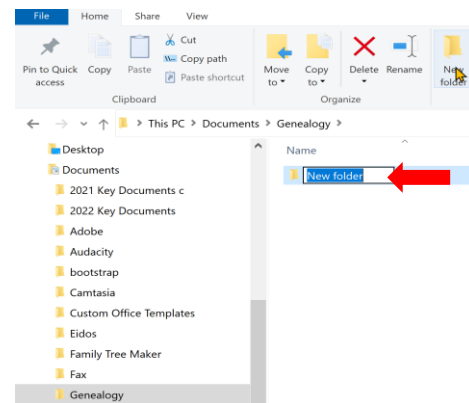 File Home Share View
Pin to Quick access
Copy
Paste
Cut
Copy path
Paste shortcut
Move to
Copy to
Delete
Rename
New folder
Clipboard
Organize
This PC > Documents > Genealogy >
Desktop
Documents
2021 Key Documents c
2022 Key Documents
Adobe
Audacity
bootstrap
Camtasia
Custom Office Templates
Eidos
Family Tree Maker
Fax
Genealogy
Name
New folder